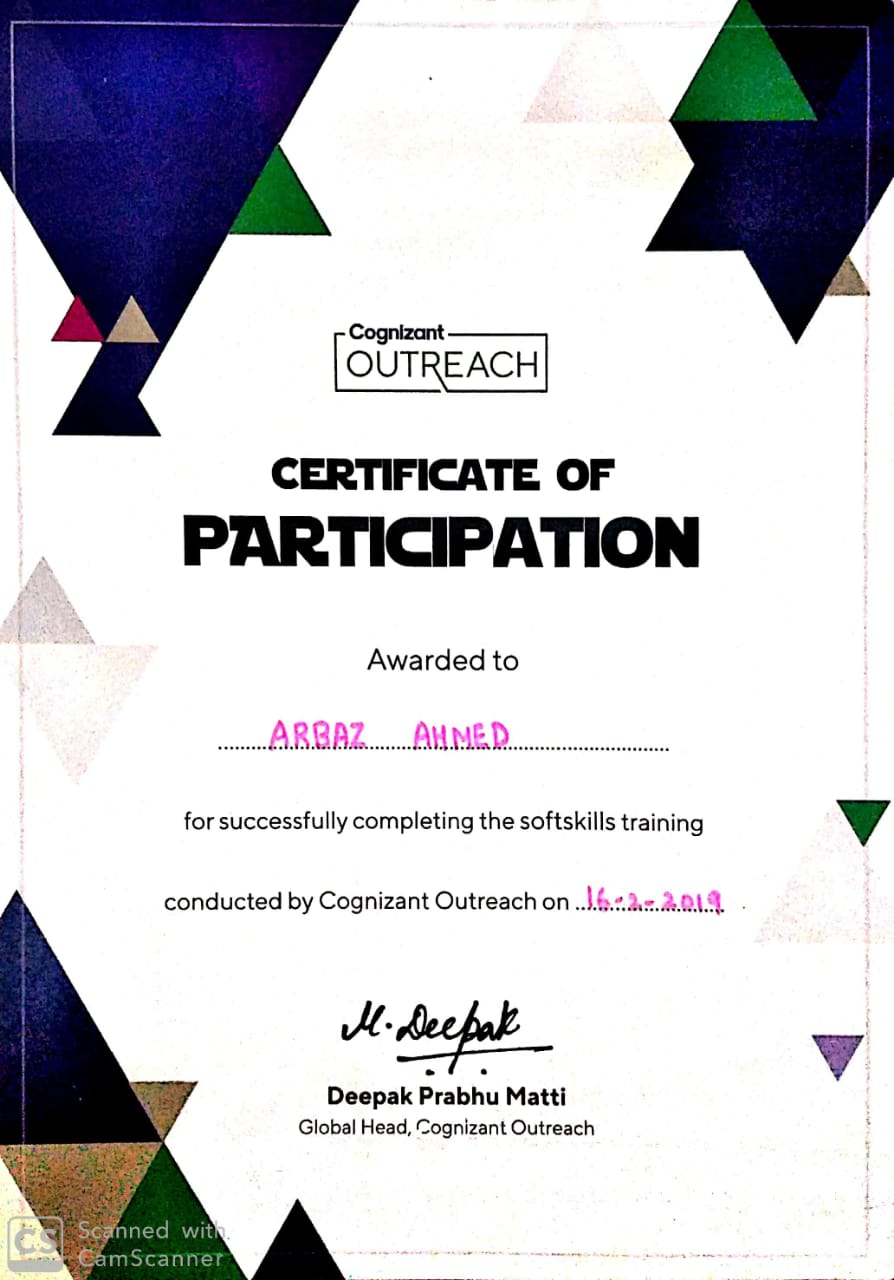 Cognizant
OUTREACH
CERTIFICATE OF
PARTICIPATION
Awarded to
ARBAZ AHMED
for successfully completing the softskills training
conducted by Cognizant Outreach on 16-2-2019
M. Deepak
Deepak Prabhu Matti
Global Head, Cognizant Outreach
CS Scanned with
CamScanner